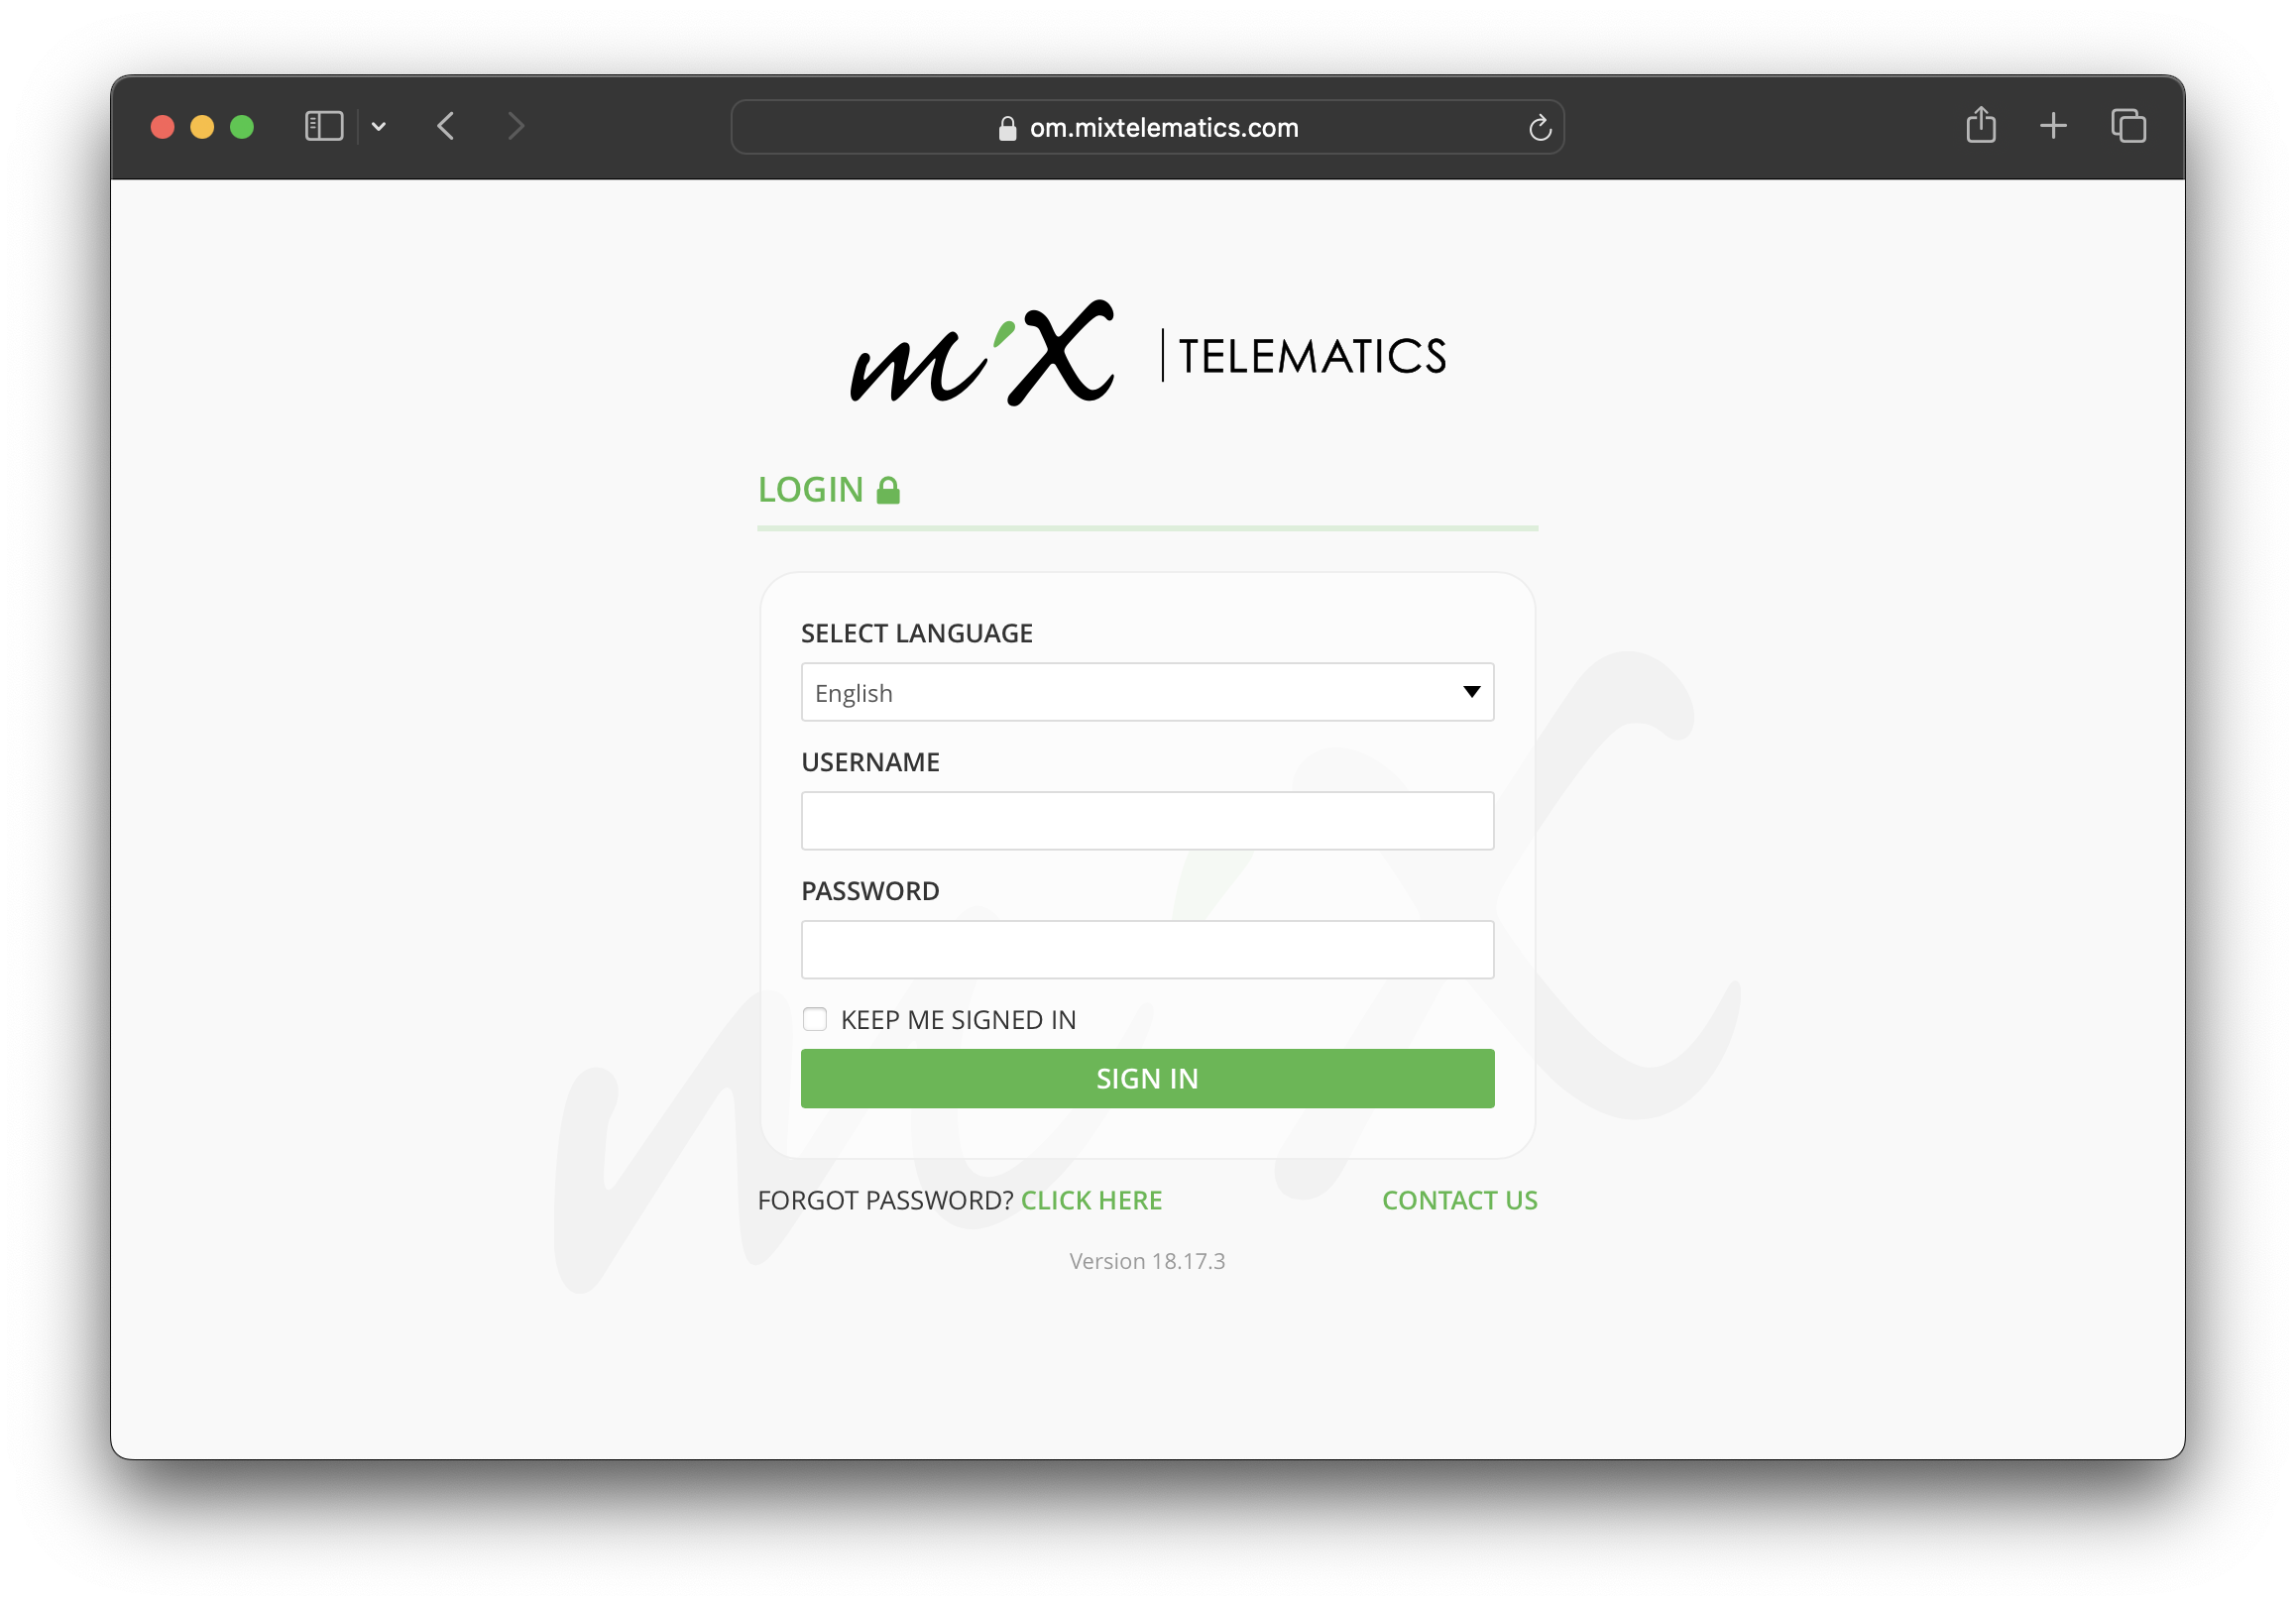 om.mixtelematics.com
m'x TELEMATICS
LOGIN
SELECT LANGUAGE
English
USERNAME
PASSWORD
KEEP ME SIGNED IN
SIGN IN
FORGOT PASSWORD? CLICK HERE
CONTACT US
Version 18.17.3